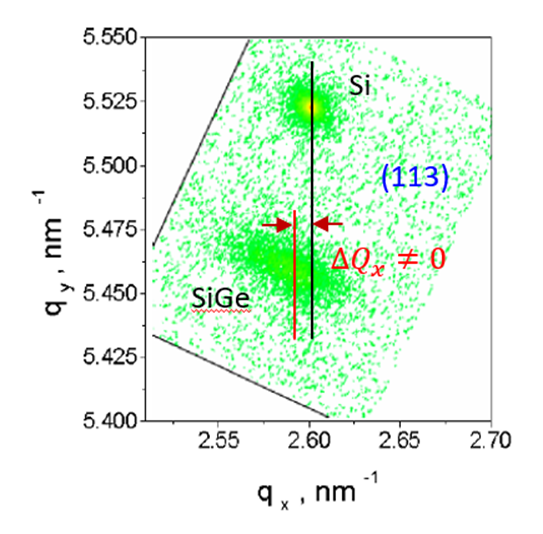 5.550
5.525
5.500
5.475
5.450
5.425
5.400
q y , nm -1
Si
(113)
ΔQx ≠ 0
SiGe
2.55
2.60
2.65
2.70
q x , nm -1